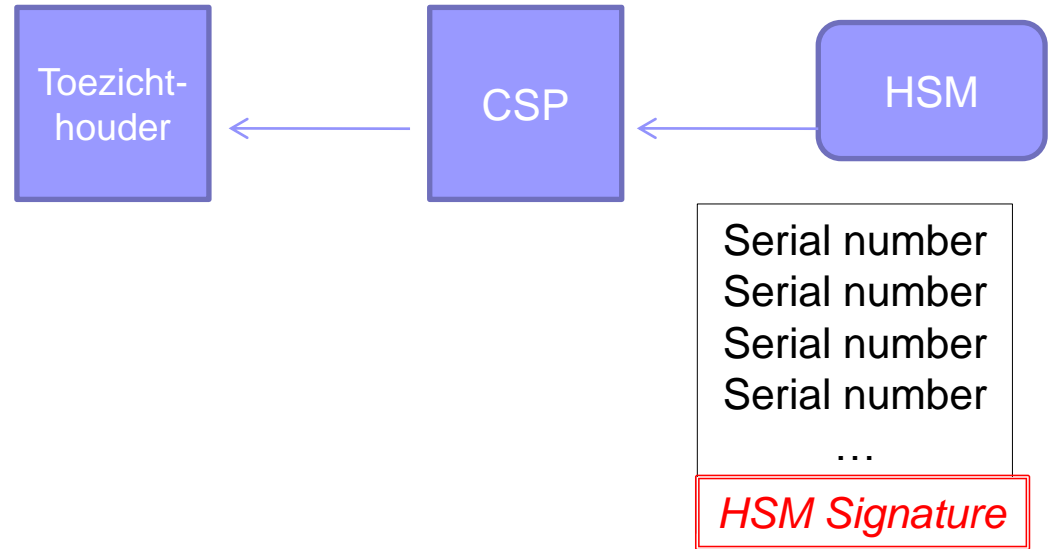 Toezicht-
houder
CSP
HSM
Serial number
Serial number
Serial number
Serial number
…
HSM Signature